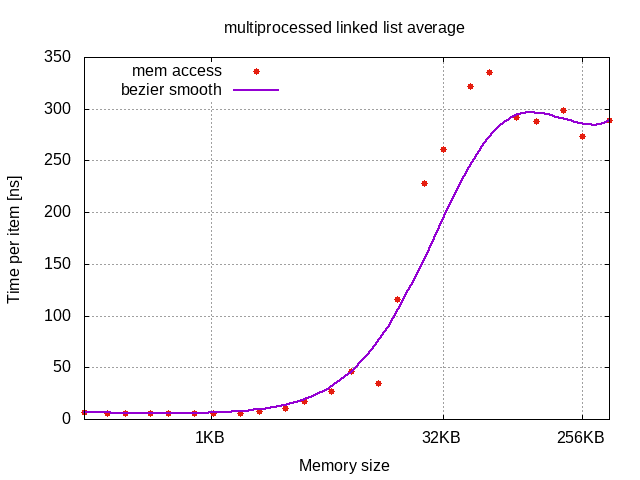 multiprocessed linked list average
350
300
250
200
150
100
50
0
mem access
bezier smooth
Time per item [ns]
1KB 32KB 256KB
Memory size